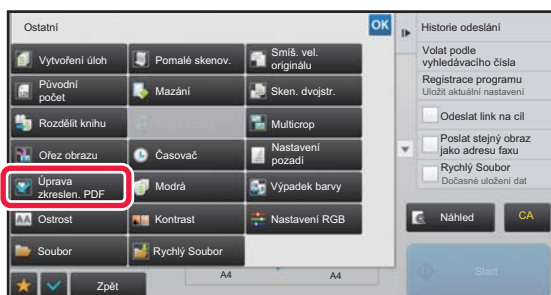 Ostatní
OK
Vytvoření úloh
Pomalé skenov.
Smíš. vel.
originálu
Původní
počet
Mazání
Sken. dvojstr.
Rozdělit knihu
Multicrop
Ořez obrazu
Časovač
Nastavení
pozadí
Úprava
zkreslen. PDF
Modrá
Výpadek barvy
AA
Ostrost
Kontrast
Nastavení RGB
Soubor
Rychlý Soubor
Zpět
A4
A4
Historie odeslání
Volat podle
vyhledávacího čísla
Registrace programu
Uložit aktuální nastavení
Odeslat link na cíl
Poslat stejný obraz
jako adresu faxu
Rychlý Soubor
Dočasné uložení dat
Náhled
CA
Start